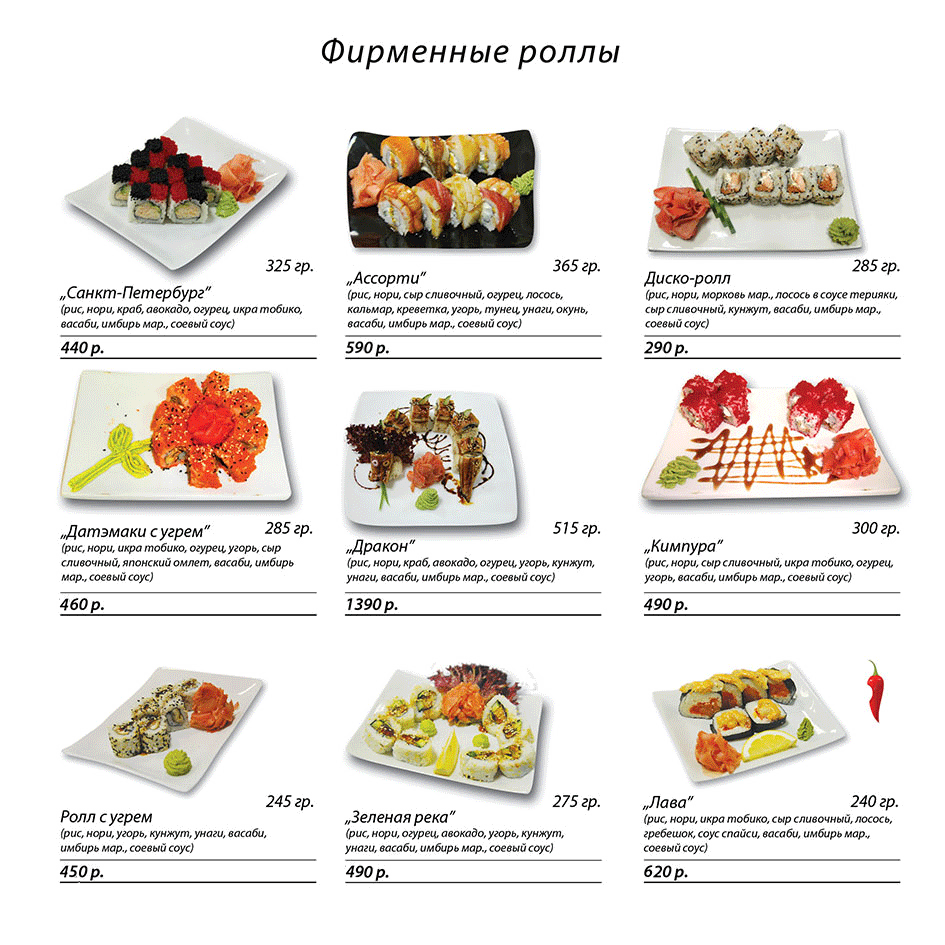 Фирменные роллы
325 гр.
„Санкт-Петербург”
(рис, нори, краб, авокадо, огурец, икра тобико,
васаби, имбирь мар., соевый соус)
440 р.
365 гр.
„Ассорти”
(рис, нори, сыр сливочный, огурец, лосось,
кальмар, креветка, угорь, тунец, унаги, окунь,
васаби, имбирь мар., соевый соус)
590 р.
285 гр.
Диско-ролл
(рис, нори, морковь мар., лосось в соусе терияки,
сыр сливочный, кунжут, васаби, имбирь мар.,
соевый соус)
290 р.
285 гр.
„Датэмаки с угрем”
(рис, нори, икра тобико, огурец, угорь, сыр
сливочный, японский омлет, васаби, имбирь
мар., соевый соус)
460 р.
515 гр.
„Дракон”
(рис, нори, краб, авокадо, огурец, угорь, кунжут,
унаги, васаби, имбирь мар., соевый соус)
1390 р.
300 гр.
„Кимпура”
(рис, нори, сыр сливочный, икра тобико, огурец,
угорь, васаби, имбирь мар., соевый соус)
490 р.
245 гр.
Ролл с угрем
(рис, нори, угорь, кунжут, унаги, васаби,
имбирь мар., соевый соус)
450 р.
275 гр.
„Зеленая река”
(рис, нори, огурец, авокадо, угорь, кунжут,
унаги, васаби, имбирь мар., соевый соус)
490 р.
240 гр.
„Лава”
(рис, нори, икра тобико, сыр сливочный, лосось,
гребешок, соус спайси, васаби, имбирь мар.,
соевый соус)
620 р.